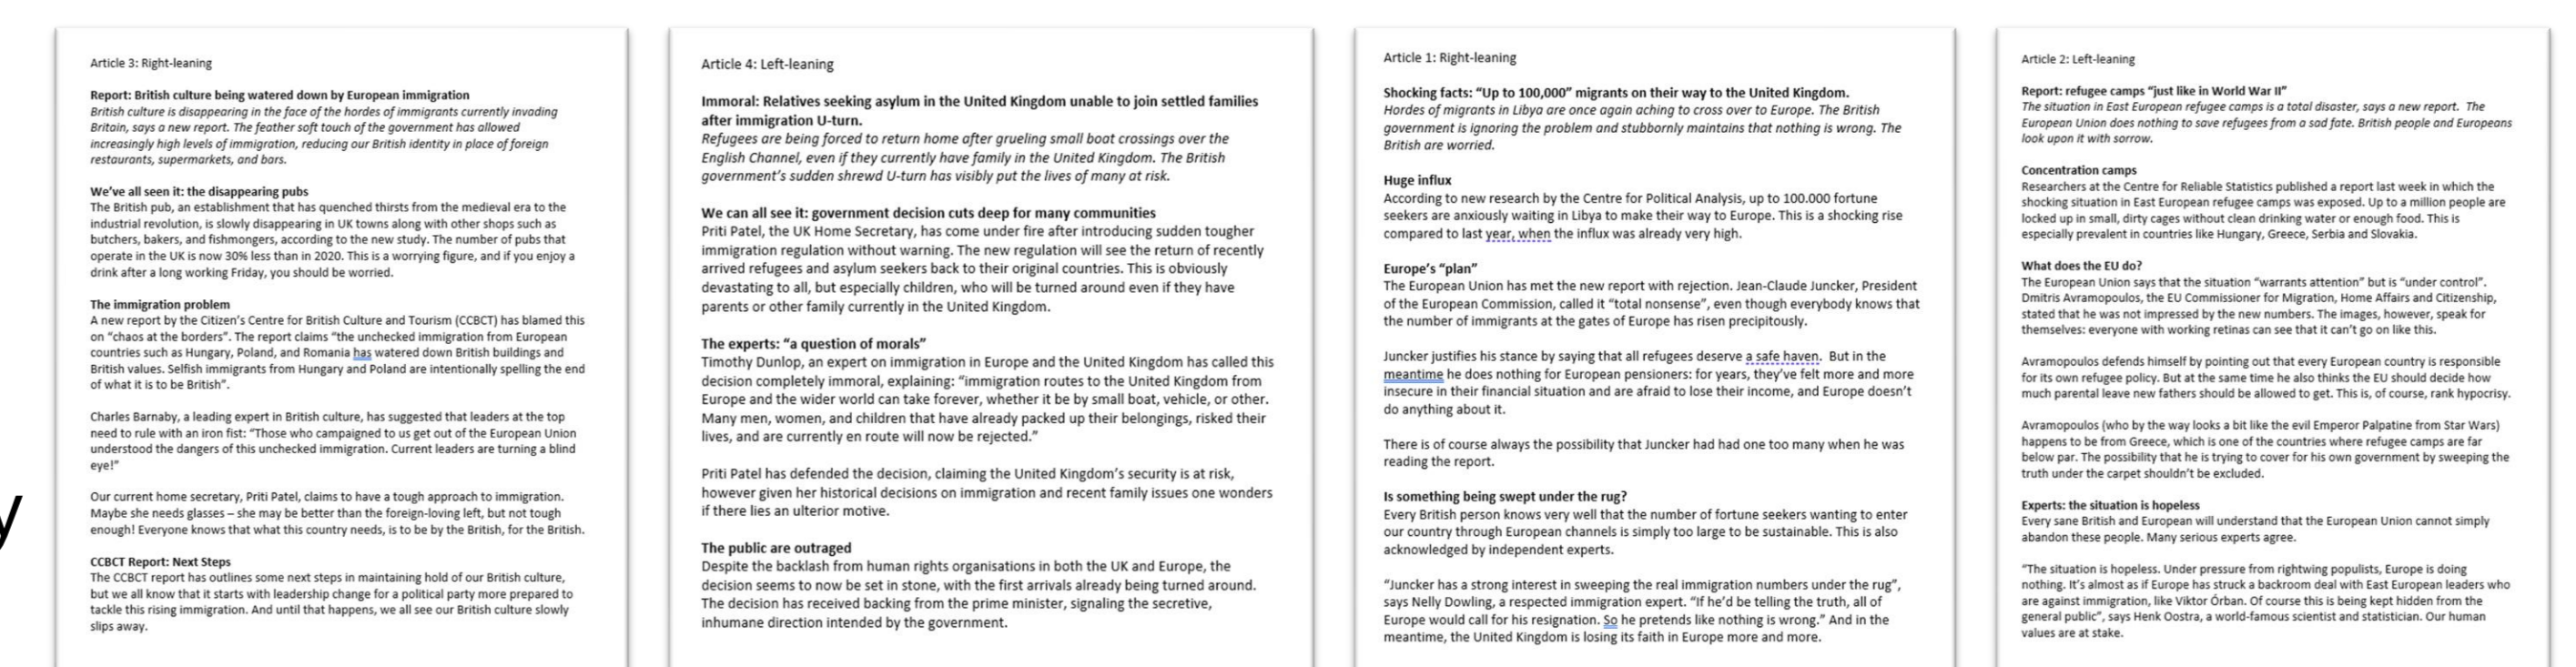 Article 3: Right-leaning
Report: British culture being watered down by European immigration
British culture is disappearing in the face of the hordes of immigrants currently invading
Britain, says a new report. The feather soft touch of the government has allowed
increasingly high levels of immigration, reducing our British identity in place of foreign
restaurants, supermarkets, and bars.
We've all seen it: the disappearing pubs
The British pub, an establishment that has quenched thirsts from the medieval era to the
industrial revolution, is slowly disappearing in UK towns along with other shops such as
butchers, bakers, and fishmongers, according to the new study. The number of pubs that
operate in the UK is now 30% less than in 2020. This is a worrying figure, and if you enjoy a
drink after a long working Friday, you should be worried.
The immigration problem
A new report by the Citizen's Centre for British Culture and Tourism (CCBCT) has blamed this
on "chaos at the borders". The report claims "the unchecked immigration from European
countries such as Hungary, Poland, and Romania has watered down British buildings and
British values. Selfish immigrants from Hungary and Poland are intentionally spelling the end
of what it is to be British".
Charles Barnaby, a leading expert in British culture, has suggested that leaders at the top
need to rule with an iron fist: "Those who campaigned to us get out of the European Union
understood the dangers of this unchecked immigration. Current leaders are turning a blind
eye!"
Our current home secretary, Priti Patel, claims to have a tough approach to immigration.
Maybe she needs glasses – she may be better than the foreign-loving left, but not tough
enough! Everyone knows that what this country needs, is to be by the British, for the British.
CCBCT Report: Next Steps
The CCBCT report has outlines some next steps in maintaining hold of our British culture,
but we all know that it starts with leadership change for a political party more prepared to
tackle this rising immigration. And until that happens, we all see our British culture slowly
slips away.
Article 4: Left-leaning
Immoral: Relatives seeking asylum in the United Kingdom unable to join settled families
after immigration U-turn.
Refugees are being forced to return home after grueling small boat crossings over the
English Channel, even if they currently have family in the United Kingdom. The British
government's sudden shrewd U-turn has visibly put the lives of many at risk.
We can all see it: government decision cuts deep for many communities
Priti Patel, the UK Home Secretary, has come under fire after introducing sudden tougher
immigration regulation without warning. The new regulation will see the return of recently
arrived refugees and asylum seekers back to their original countries. This is obviously
devastating to all, but especially children, who will be turned around even if they have
parents or other family currently in the United Kingdom.
The experts: "a question of morals"
Timothy Dunlop, an expert on immigration in Europe and the United Kingdom has called this
decision completely immoral, explaining: "immigration routes to the United Kingdom from
Europe and the wider world can take forever, whether it be by small boat, vehicle, or other.
Many men, women, and children that have already packed up their belongings, risked their
lives, and are currently en route will now be rejected."
Priti Patel has defended the decision, claiming the United Kingdom's security is at risk,
however given her historical decisions on immigration and recent family issues one wonders
if there lies an ulterior motive.
The public are outraged
Despite the backlash from human rights organisations in both the UK and Europe, the
decision seems to now be set in stone, with the first arrivals already being turned around.
The decision has received backing from the prime minister, signaling the secretive,
inhumane direction intended by the government.
Article 1: Right-leaning
Shocking facts: "Up to 100,000" migrants on their way to the United Kingdom.
Hordes of migrants in Libya are once again aching to cross over to Europe. The British
government is ignoring the problem and stubbornly maintains that nothing is wrong. The
British are worried.
Huge influx
According to new research by the Centre for Political Analysis, up to 100.000 fortune
seekers are anxiously waiting in Libya to make their way to Europe. This is a shocking rise
compared to last year, when the influx was already very high.
Europe's "plan"
The European Union has met the new report with rejection. Jean-Claude Juncker, President
of the European Commission, called it "total nonsense", even though everybody knows that
the number of immigrants at the gates of Europe has risen precipitously.
Juncker justifies his stance by saying that all refugees deserve a safe haven. But in the
meantime he does nothing for European pensioners: for years, they've felt more and more
insecure in their financial situation and are afraid to lose their income, and Europe doesn't
do anything about it.
There is of course always the possibility that Juncker had had one too many when he was
reading the report.
Is something being swept under the rug?
Every British person knows very well that the number of fortune seekers wanting to enter
our country through European channels is simply too large to be sustainable. This is also
acknowledged by independent experts.
"Juncker has a strong interest in sweeping the real immigration numbers under the rug",
says Nelly Dowling, a respected immigration expert. "If he'd be telling the truth, all of
Europe would call for his resignation. So he pretends like nothing is wrong." And in the
meantime, the United Kingdom is losing its faith in Europe more and more.
Article 2: Left-leaning
Report: refugee camps "just like in World War II"
The situation in East European refugee camps is a total disaster, says a new report. The
European Union does nothing to save refugees from a sad fate. British people and Europeans
look upon it with sorrow.
Concentration camps
Researchers at the Centre for Reliable Statistics published a report last week in which the
shocking situation in East European refugee camps was exposed. Up to a million people are
locked up in small, dirty cages without clean drinking water or enough food. This is
especially prevalent in countries like Hungary, Greece, Serbia and Slovakia.
What does the EU do?
The European Union says that the situation "warrants attention" but is "under control".
Dmitris Avramopoulos, the EU Commissioner for Migration, Home Affairs and Citizenship,
stated that he was not impressed by the new numbers. The images, however, speak for
themselves: everyone with working retinas can see that it can't go on like this.
Avramopoulos defends himself by pointing out that every European country is responsible
for its own refugee policy. But at the same time he also thinks the EU should decide how
much parental leave new fathers should be allowed to get. This is, of course, rank hypocrisy.
Avramopoulos (who by the way looks a bit like the evil Emperor Palpatine from Star Wars)
happens to be from Greece, which is one of the countries where refugee camps are far
below par. The possibility that he is trying to cover for his own government by sweeping the
truth under the carpet shouldn't be excluded.
Experts: the situation is hopeless
Every sane British and European will understand that the European Union cannot simply
abandon these people. Many serious experts agree.
"The situation is hopeless. Under pressure from rightwing populists, Europe is doing
nothing. It's almost as if Europe has struck a backroom deal with East European leaders who
are against immigration, like Viktor Órban. Of course this is being kept hidden from the
general public", says Henk Oostra, a world-famous scientist and statistician. Our human
values are at stake.
y